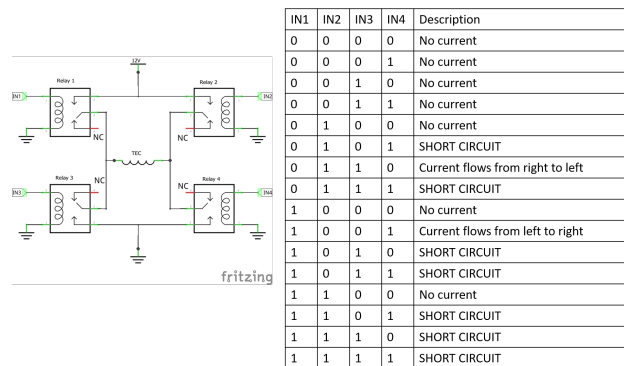 12V
Relay 1
Relay 2
IN1
IN2
NC
NC
TEC
Relay 3
NC
NC
Relay 4
IN3
IN4
fritzing
IN1 IN2 IN3 IN4 Description
0 0 0 0 No current
0 0 0 1 No current
0 0 1 0 No current
0 0 1 1 No current
0 1 0 0 No current
0 1 0 1 SHORT CIRCUIT
0 1 1 0 Current flows from right to left
0 1 1 1 SHORT CIRCUIT
1 0 0 0 No current
1 0 0 1 Current flows from left to right
1 0 1 0 SHORT CIRCUIT
1 0 1 1 SHORT CIRCUIT
1 1 0 0 No current
1 1 0 1 SHORT CIRCUIT
1 1 1 0 SHORT CIRCUIT
1 1 1 1 SHORT CIRCUIT